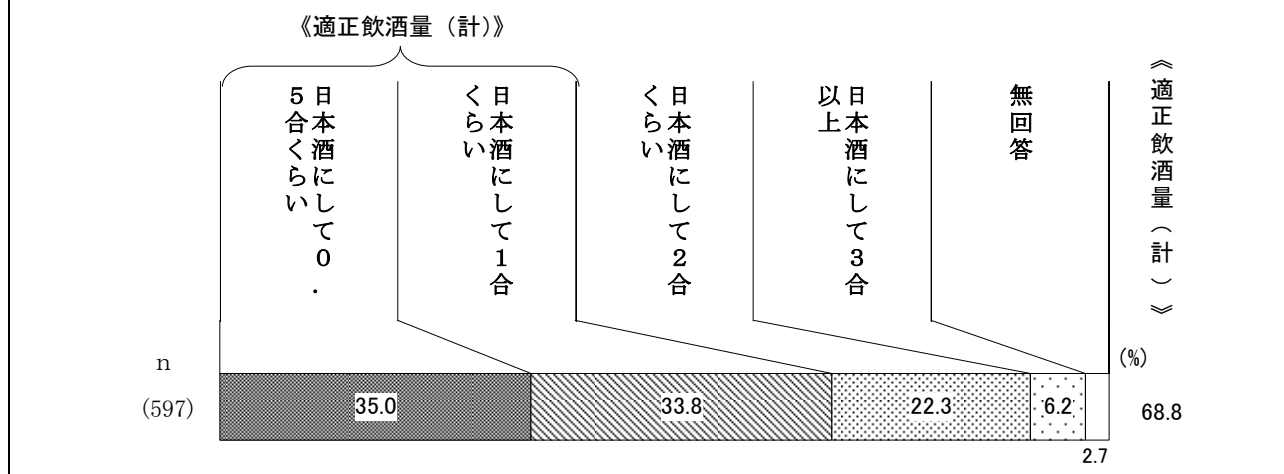 《適正飲酒量（計）》
日本酒にして０．
５合くらい
日本酒にして１合
くらい
日本酒にして２合
くらい
日本酒にして３合
以上
無回答
《適正飲酒量（計）》
(%)
n
(597)
35.0
33.8
22.3
6.2
68.8
2.7